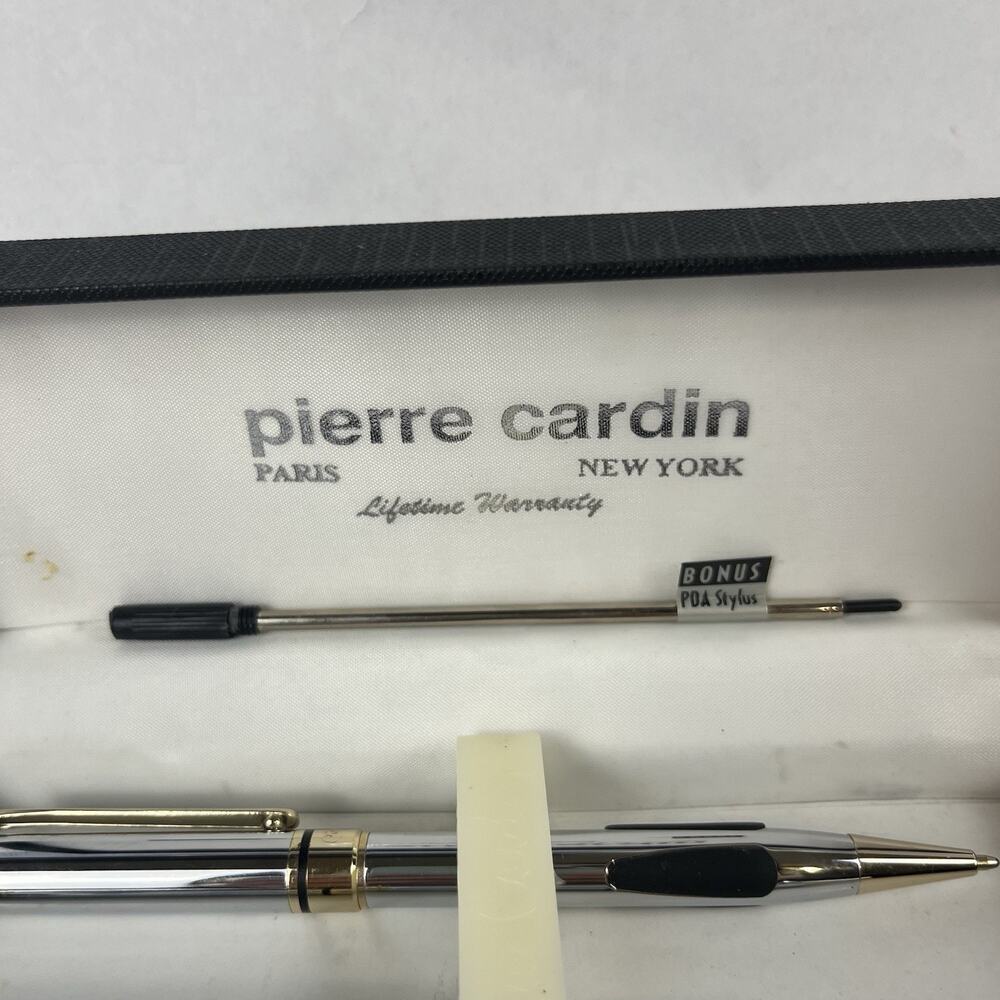 pierre cardin
PARIS NEW YORK
Lifetime Warranty
BONUS
PDA Stylus